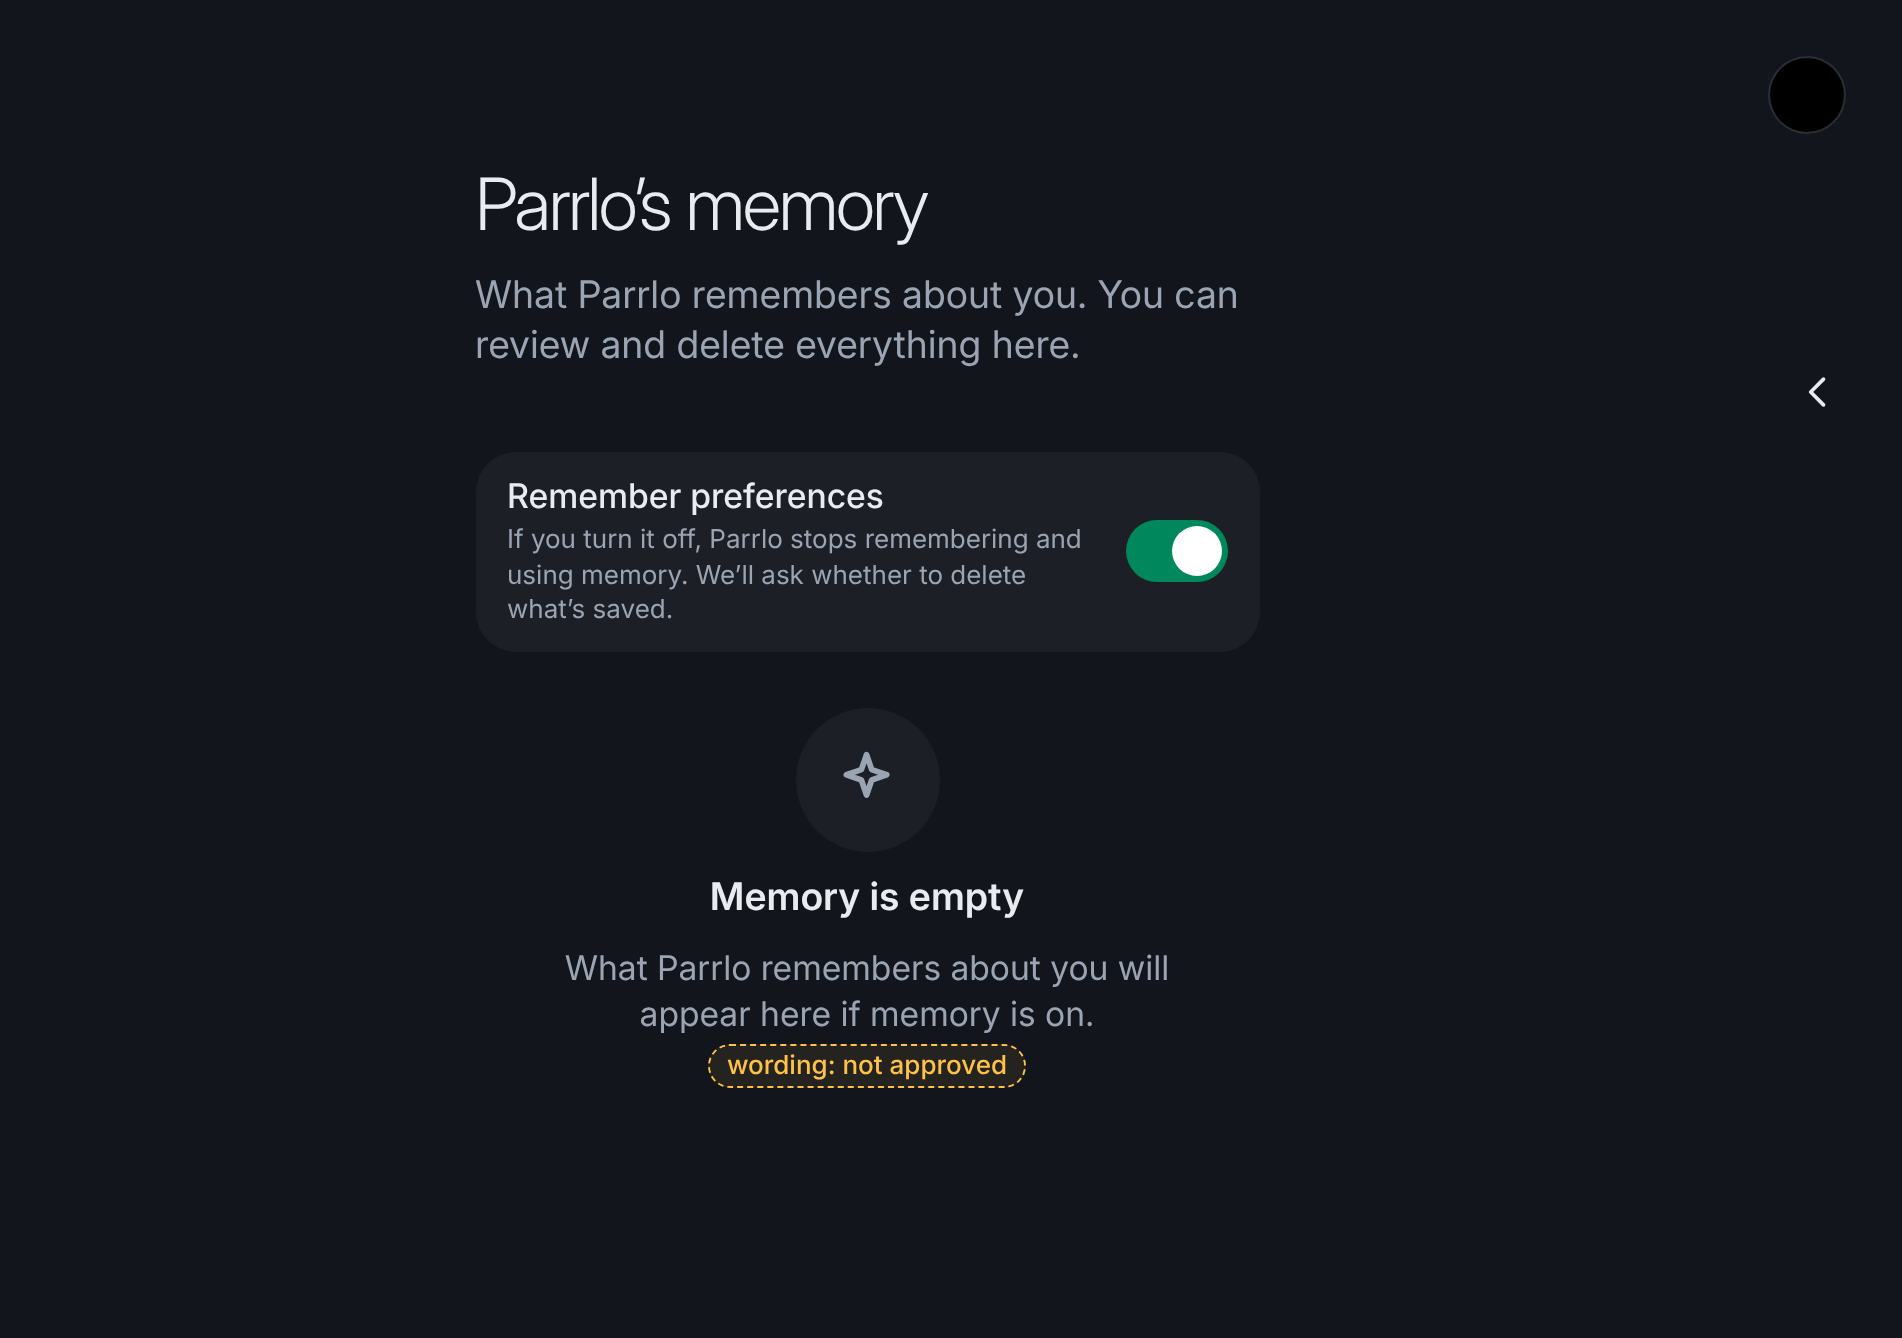 Parrlo’s memory
What Parrlo remembers about you. You can
review and delete everything here.
Remember preferences
If you turn it off, Parrlo stops remembering and
using memory. We’ll ask whether to delete
what’s saved.
Memory is empty
What Parrlo remembers about you will
appear here if memory is on.
wording: not approved